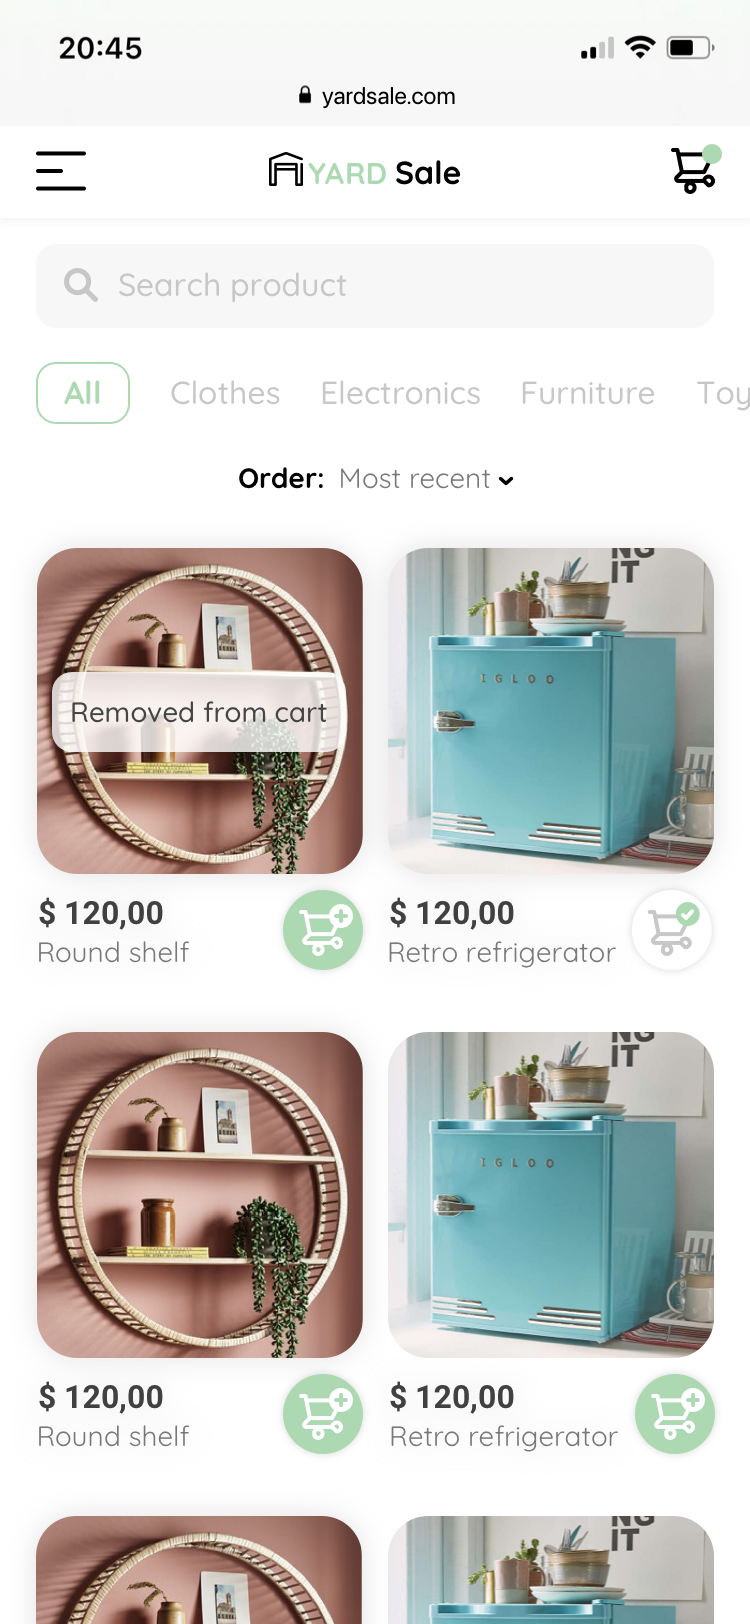 20:45
yardsale.com
YARD Sale
Search product
All Clothes Electronics Furniture Toy
Order: Most recent
NG
IT
IGLOO
Removed from cart
$ 120,00
Round shelf
$ 120,00
Retro refrigerator
NG
IT
IGLOO
$ 120,00
Round shelf
$ 120,00
Retro refrigerator
NG
IT